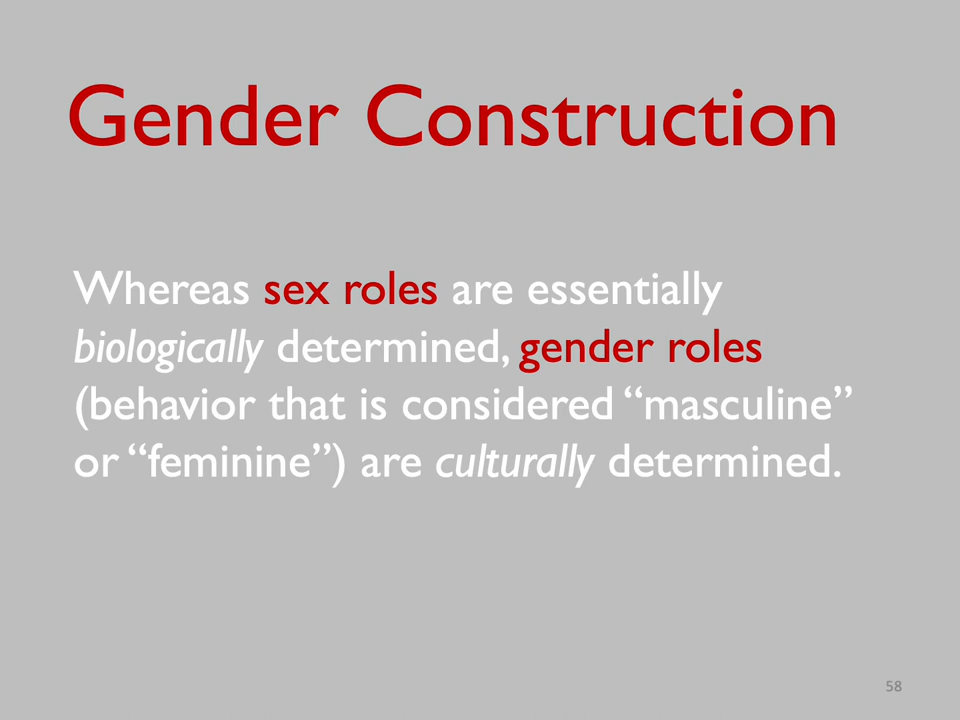 Gender Construction
Whereas sex roles are essentially
biologically determined, gender roles
(behavior that is considered “masculine”
or “feminine”) are culturally determined.
58